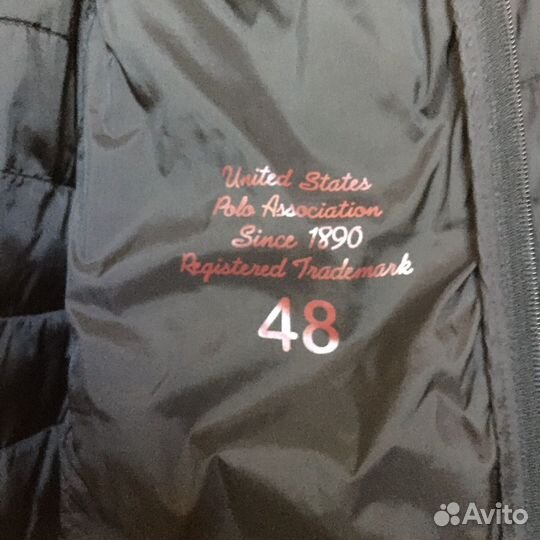 United States
Polo Association
Since 1890
Registered Trademark
48
Avito